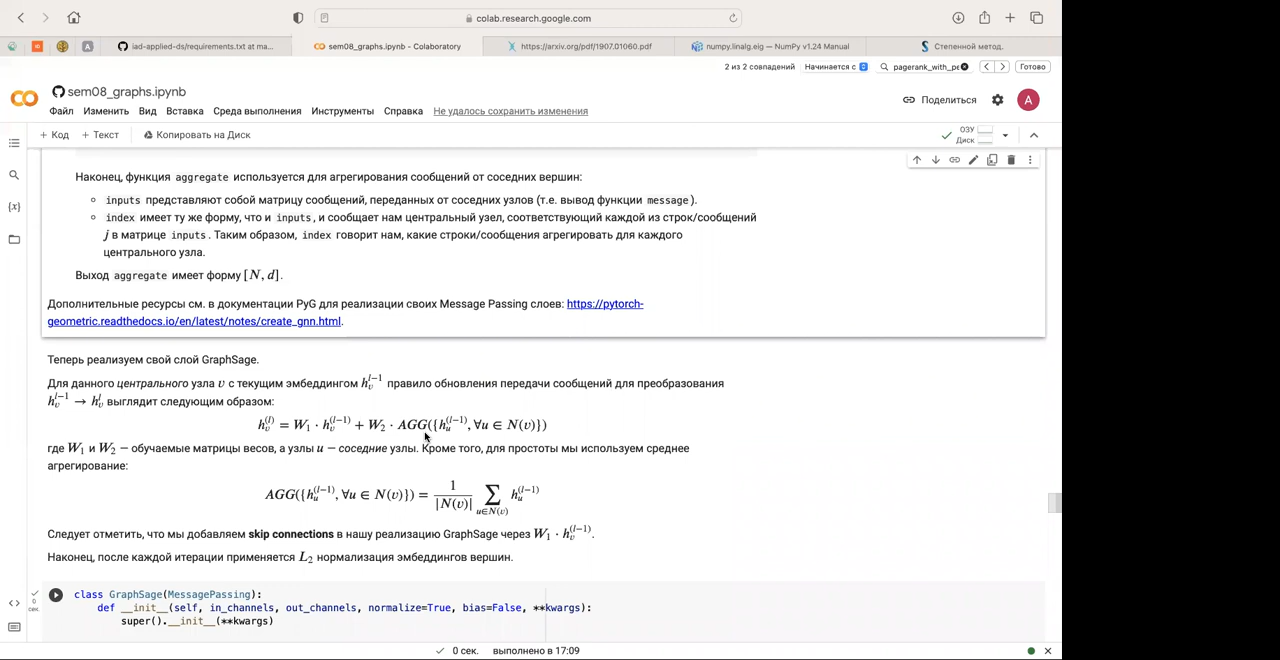 colab.research.google.com
iad-applied-ds/requirements.txt at ma...
sem08_graphs.ipynb - Colaboratory
https://arxiv.org/pdf/1907.01060.pdf
numpy.linalg.eig — NumPy v1.24 Manual
Степенной метод.
2 из 2 совпадений Начинается с pagerank_with_pe Готово
sem08_graphs.ipynb
Файл Изменить Вид Вставка Среда выполнения Инструменты Справка Не удалось сохранить изменения
Поделиться A
+ Код + Текст Копировать на Диск
ОЗУ
Диск
Наконец, функция aggregate используется для агрегирования сообщений от соседних вершин:
inputs представляют собой матрицу сообщений, переданных от соседних узлов (т.е. вывод функции message).
index имеет ту же форму, что и inputs, и сообщает нам центральный узел, соответствующий каждой из строк/сообщений
j в матрице inputs. Таким образом, index говорит нам, какие строки/сообщения агрегировать для каждого
центрального узла.
Выход aggregate имеет форму [N, d].
Дополнительные ресурсы см. в документации PyG для реализации своих Message Passing слоев: https://pytorch-
geometric.readthedocs.io/en/latest/notes/create_gnn.html.
Теперь реализуем свой слой GraphSage.
Для данного центрального узла v с текущим эмбеддингом h_v^{l−1} правило обновления передачи сообщений для преобразования
h_v^{l−1} → h_v^l выглядит следующим образом:
h_v^{(l)} = W_1 · h_v^{(l−1)} + W_2 · AGG({h_u^{(l−1)}, ∀u ∈ N(v)})
где W_1 и W_2 − обучаемые матрицы весов, а узлы u − соседние узлы. Кроме того, для простоты мы используем среднее
агрегирование:
AGG({h_u^{(l−1)}, ∀u ∈ N(v)}) = \frac{1}{|N(v)|} ∑_{u∈N(v)} h_u^{(l−1)}
Следует отметить, что мы добавляем skip connections в нашу реализацию GraphSage через W_1 · h_v^{(l−1)}.
Наконец, после каждой итерации применяется L_2 нормализация эмбеддингов вершин.
0
сек.
class GraphSage(MessagePassing):
def __init__(self, in_channels, out_channels, normalize=True, bias=False, **kwargs):
super().__init__(**kwargs)
0 сек. выполнено в 17:09